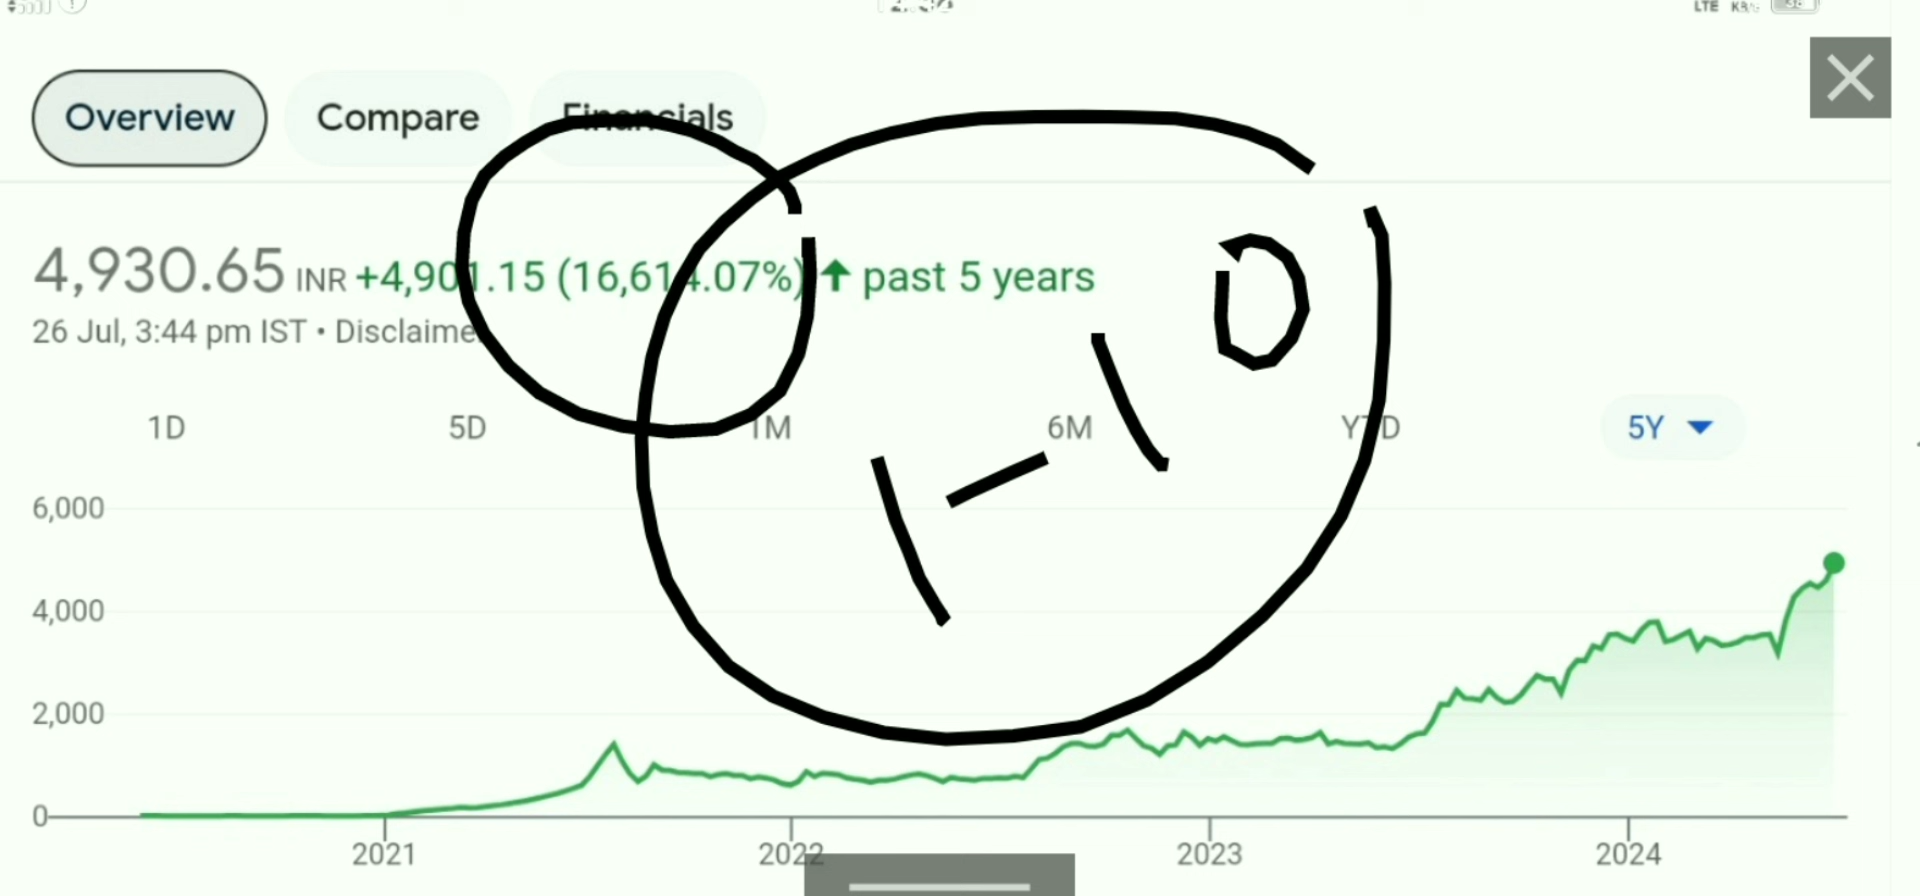 LTE
Overview Compare Financials
4,930.65 INR +4,901.15 (16,614.07%) ↑ past 5 years
26 Jul, 3:44 pm IST • Disclaimer
1D 5D 1M 6M YTD 5Y
6,000
4,000
2,000
0
2021 2022 2023 2024